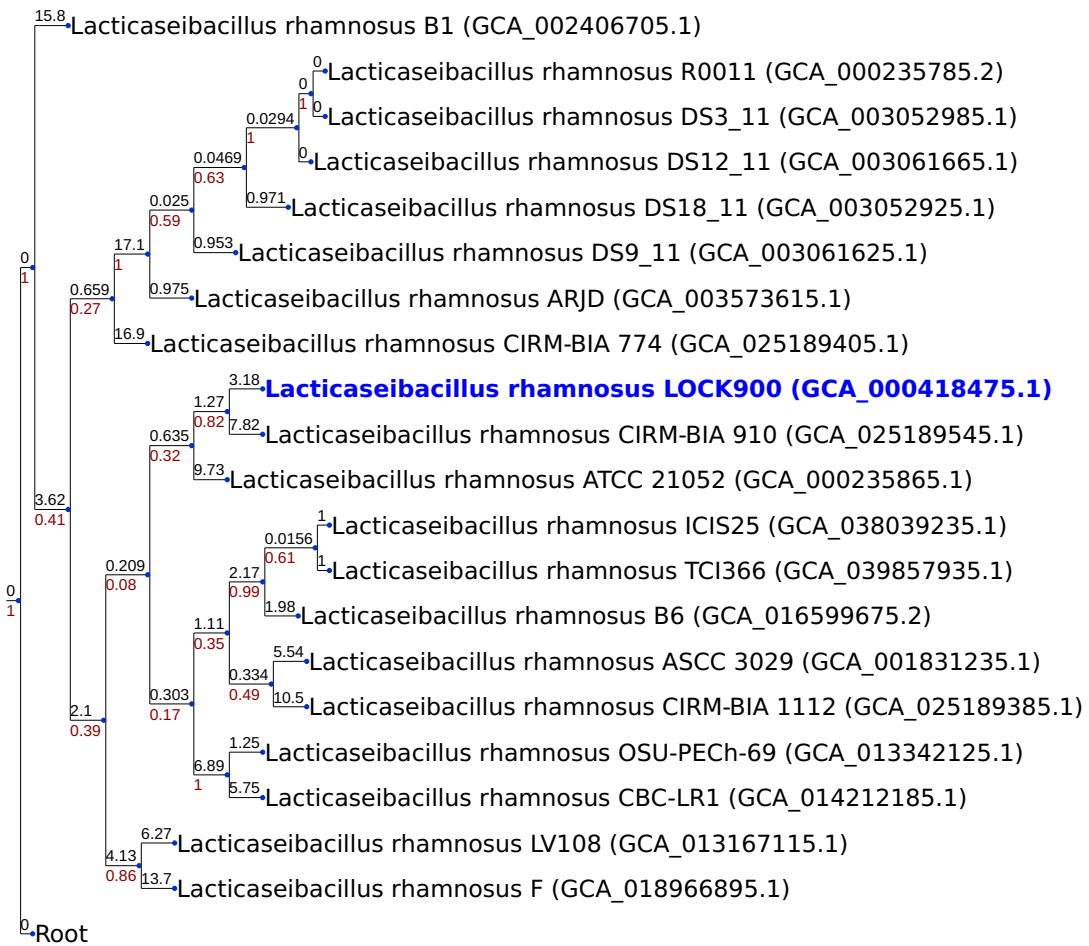 15.8
Lacticaseibacillus rhamnosus B1 (GCA_002406705.1)
0
Lacticaseibacillus rhamnosus R0011 (GCA_000235785.2)
0
1
0
Lacticaseibacillus rhamnosus DS3_11 (GCA_003052985.1)
0.0294
1
0
Lacticaseibacillus rhamnosus DS12_11 (GCA_003061665.1)
0.0469
0.63
0.971
Lacticaseibacillus rhamnosus DS18_11 (GCA_003052925.1)
0.025
0.59
0.953
Lacticaseibacillus rhamnosus DS9_11 (GCA_003061625.1)
17.1
1
0
1
0.975
Lacticaseibacillus rhamnosus ARJD (GCA_003573615.1)
0.659
0.27
16.9
Lacticaseibacillus rhamnosus CIRM-BIA 774 (GCA_025189405.1)
3.18
Lacticaseibacillus rhamnosus LOCK900 (GCA_000418475.1)
1.27
0.82
7.82
Lacticaseibacillus rhamnosus CIRM-BIA 910 (GCA_025189545.1)
0.635
0.32
9.73
Lacticaseibacillus rhamnosus ATCC 21052 (GCA_000235865.1)
3.62
0.41
1
Lacticaseibacillus rhamnosus ICIS25 (GCA_038039235.1)
0.0156
0.61
1
Lacticaseibacillus rhamnosus TCI366 (GCA_039857935.1)
0.209
0.08
2.17
0.99
1.98
Lacticaseibacillus rhamnosus B6 (GCA_016599675.2)
0
1
1.11
0.35
5.54
Lacticaseibacillus rhamnosus ASCC 3029 (GCA_001831235.1)
0.334
0.49
10.5
Lacticaseibacillus rhamnosus CIRM-BIA 1112 (GCA_025189385.1)
0.303
0.17
2.1
0.39
1.25
Lacticaseibacillus rhamnosus OSU-PECh-69 (GCA_013342125.1)
6.89
1
5.75
Lacticaseibacillus rhamnosus CBC-LR1 (GCA_014212185.1)
6.27
Lacticaseibacillus rhamnosus LV108 (GCA_013167115.1)
4.13
0.86
13.7
Lacticaseibacillus rhamnosus F (GCA_018966895.1)
0
Root